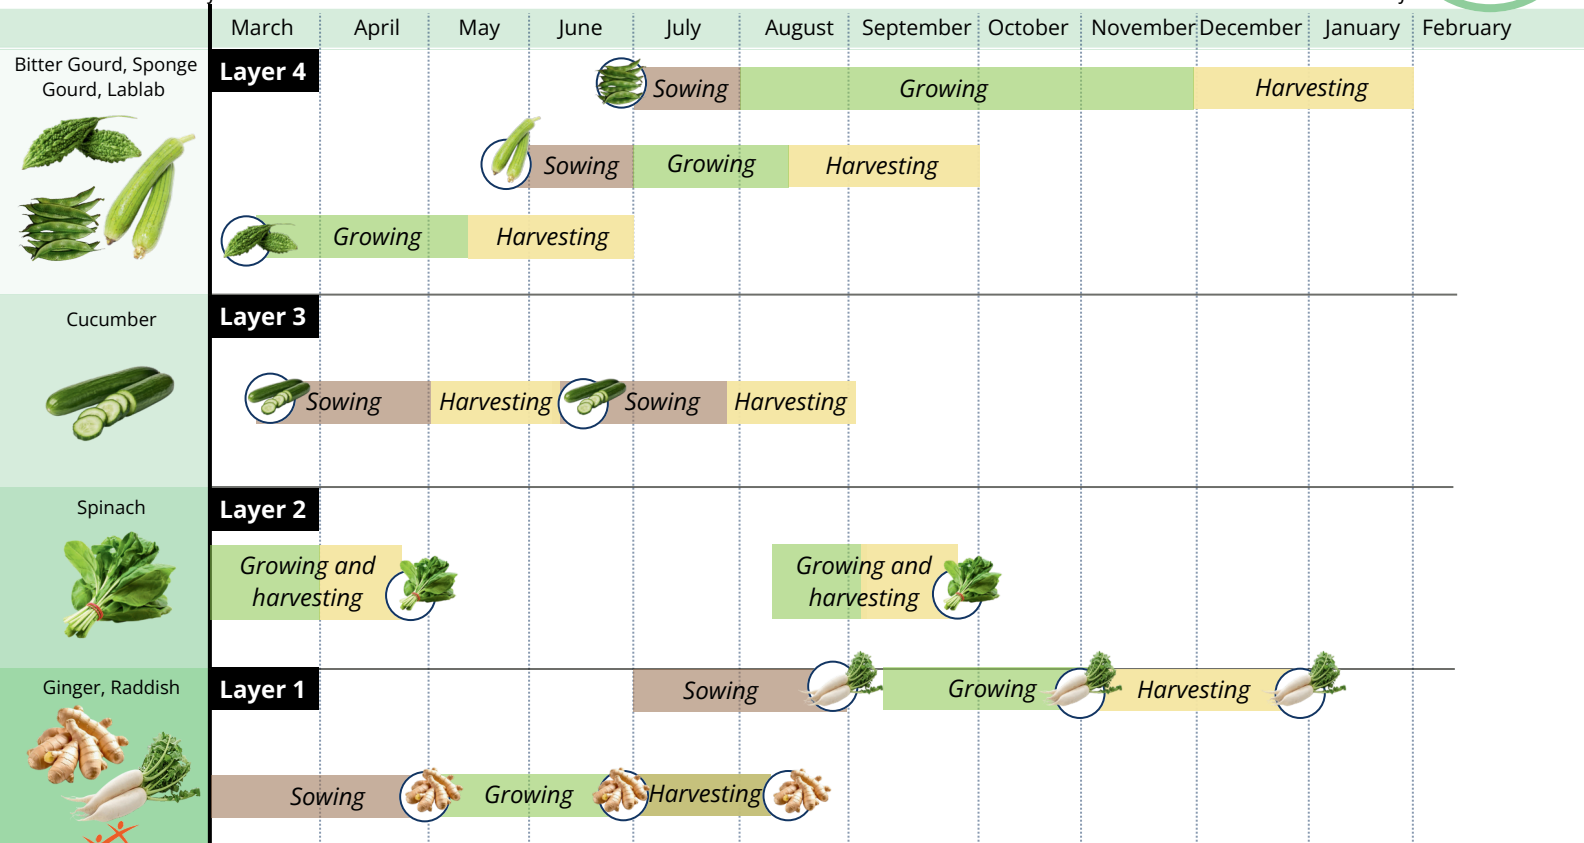 March April May June July August September October November December January February
Bitter Gourd, Sponge
Gourd, Lablab
Layer 4
Sowing Growing Harvesting
Sowing Growing Harvesting
Growing Harvesting
Cucumber
Layer 3
Sowing Harvesting Sowing Harvesting
Spinach
Layer 2
Growing and
harvesting
Growing and
harvesting
Ginger, Raddish
Layer 1
Sowing Growing Harvesting
Sowing Growing Harvesting